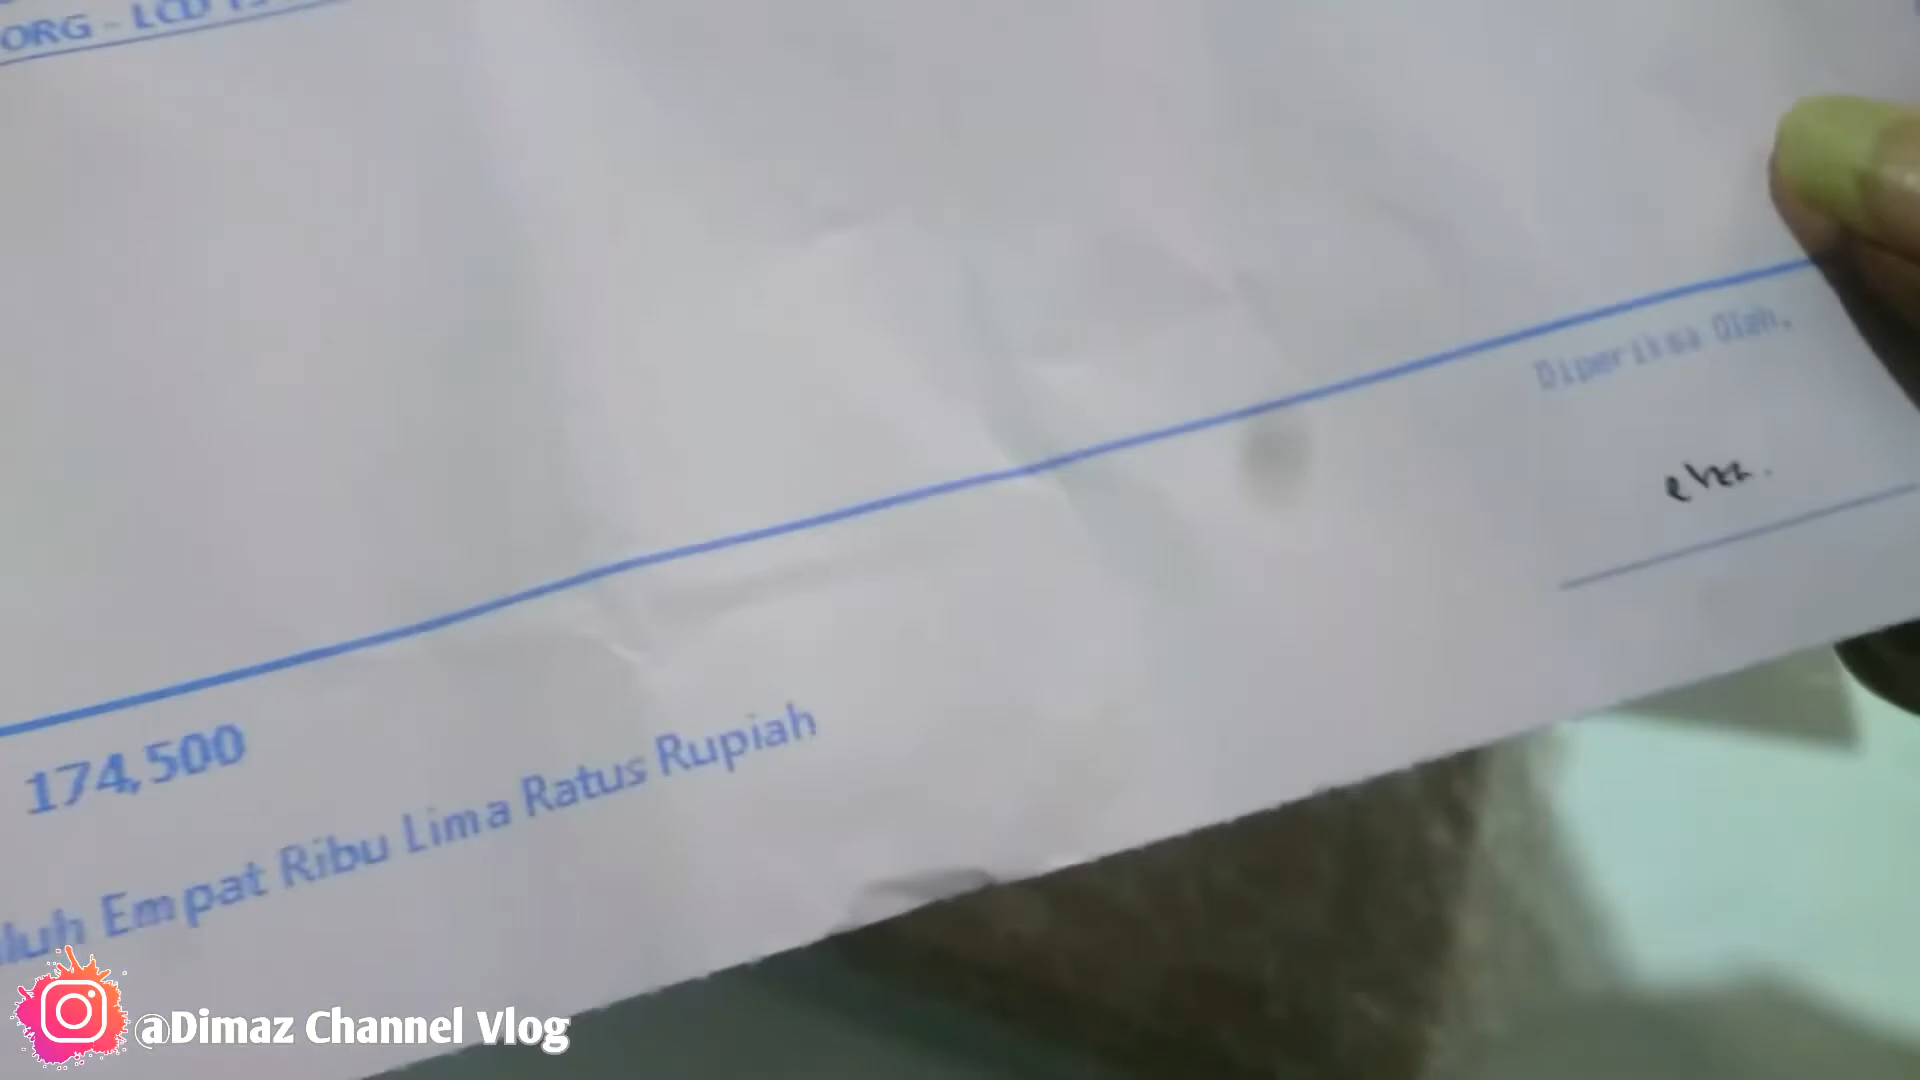 ORG - LCD
Diperiksa Oleh,
174,500
luh Empat Ribu Lima Ratus Rupiah
@Dimaz Channel Vlog